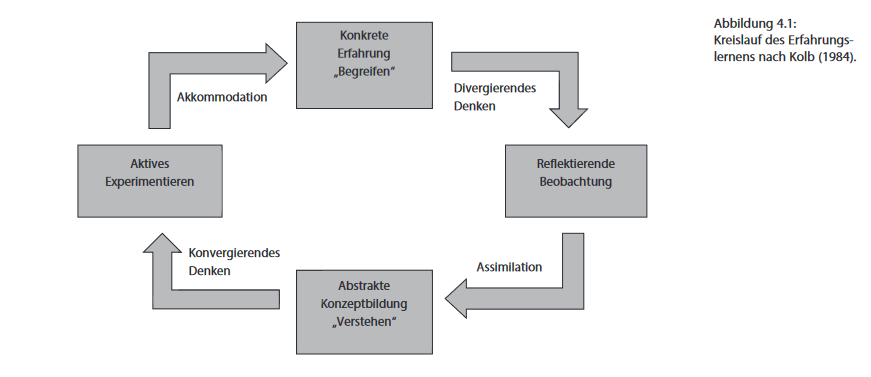 Konkrete
Erfahrung
„Begreifen“
Abbildung 4.1:
Kreislauf des Erfahrungs-
lernens nach Kolb (1984).
Akkommodation
Divergierendes
Denken
Aktives
Experimentieren
Reflektierende
Beobachtung
Konvergierendes
Denken
Assimilation
Abstrakte
Konzeptbildung
„Verstehen“